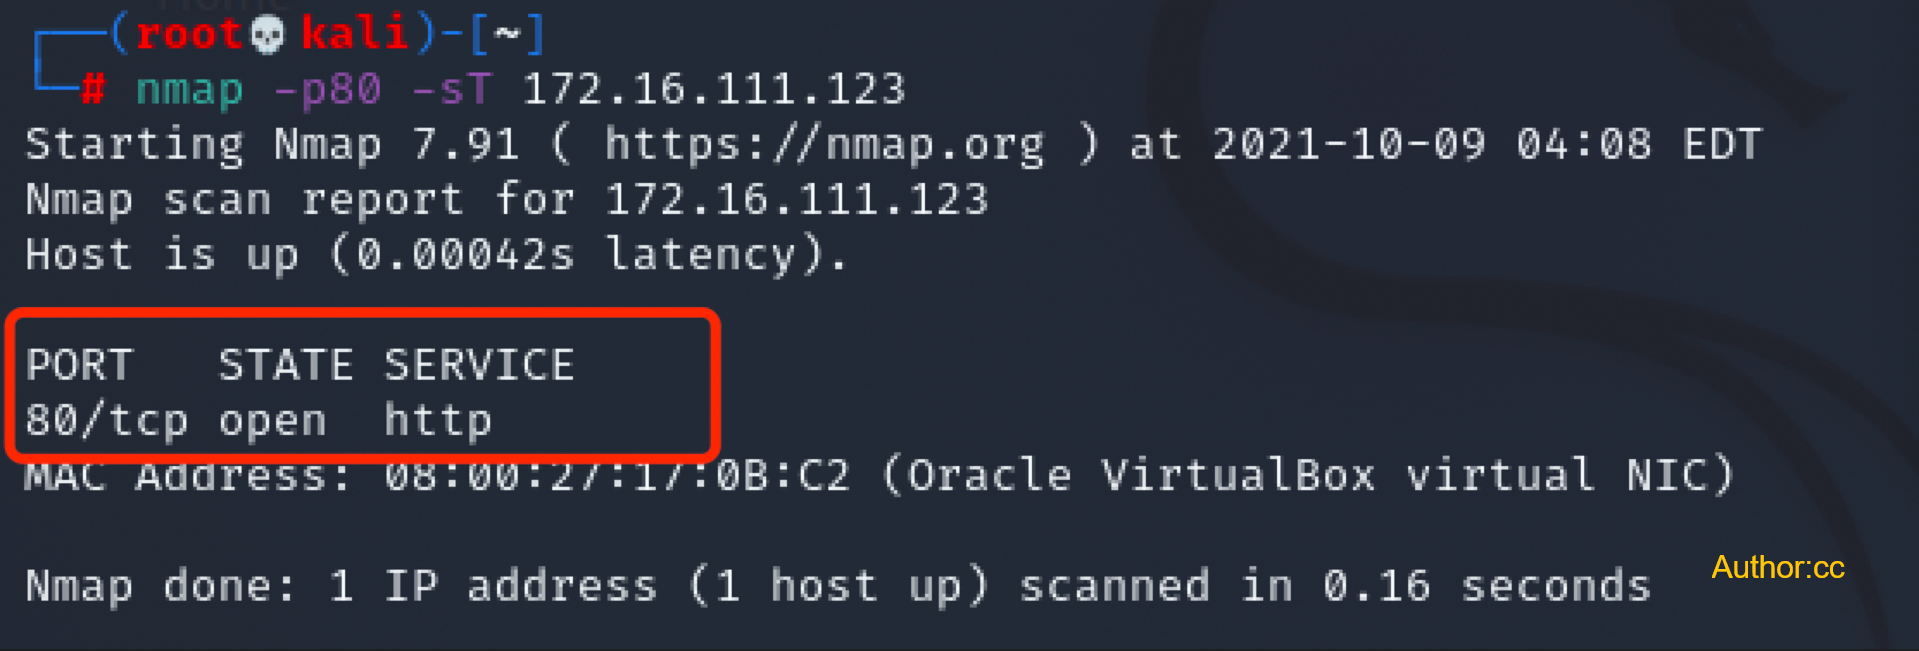 (root💀kali)-[~]
# nmap -p80 -sT 172.16.111.123
Starting Nmap 7.91 ( https://nmap.org ) at 2021-10-09 04:08 EDT
Nmap scan report for 172.16.111.123
Host is up (0.00042s latency).
PORT   STATE SERVICE
80/tcp open  http
MAC Address: 08:00:27:17:0B:C2 (Oracle VirtualBox virtual NIC)
Nmap done: 1 IP address (1 host up) scanned in 0.16 seconds
Author:cc